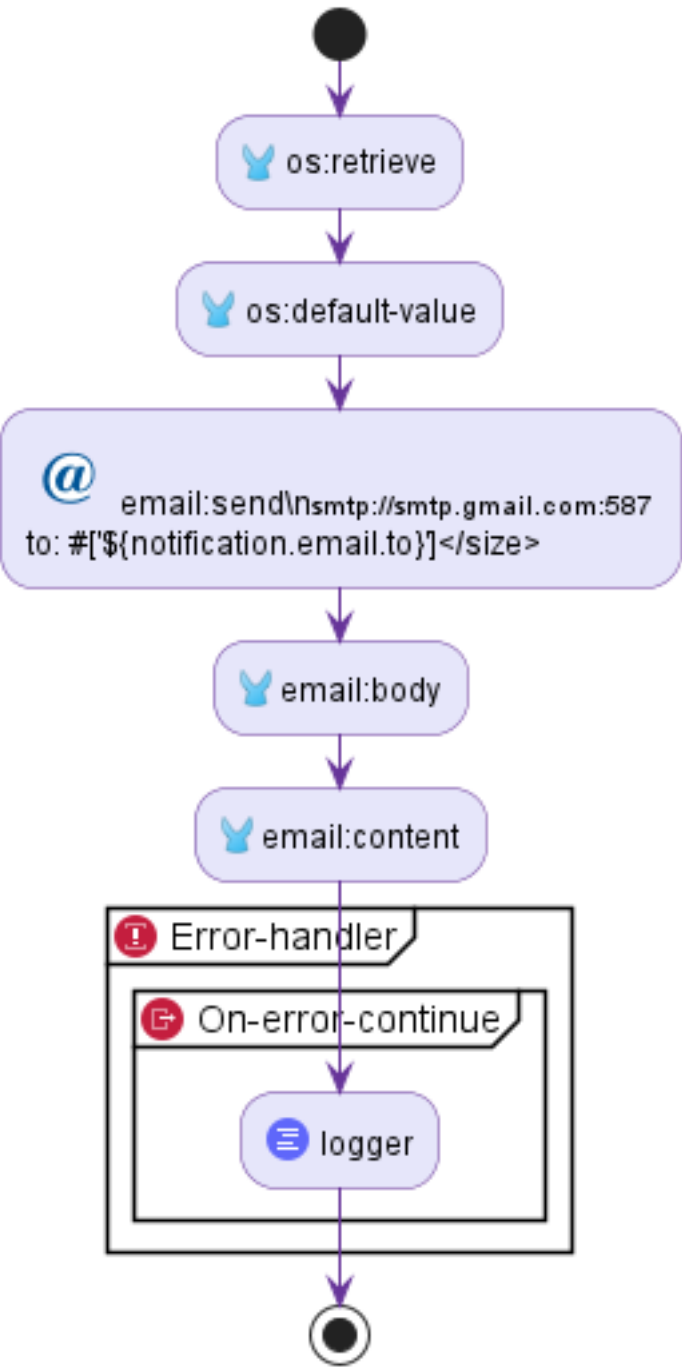 os:retrieve
os:default-value
@
email:send\nsmtp://smtp.gmail.com:587
to: #['${notification.email.to}']</size>
email:body
email:content
Error-handler
On-error-continue
logger